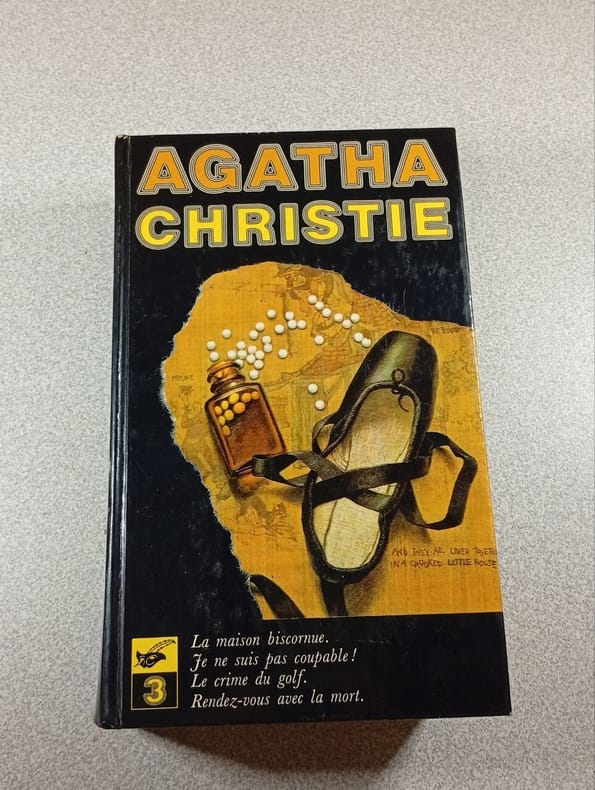 AGATHA
CHRISTIE
AND THEY ALL LIVED TOGETH
IN A CROOKED LITTLE HOUSE
3
La maison biscornue.
Je ne suis pas coupable !
Le crime du golf.
Rendez-vous avec la mort.